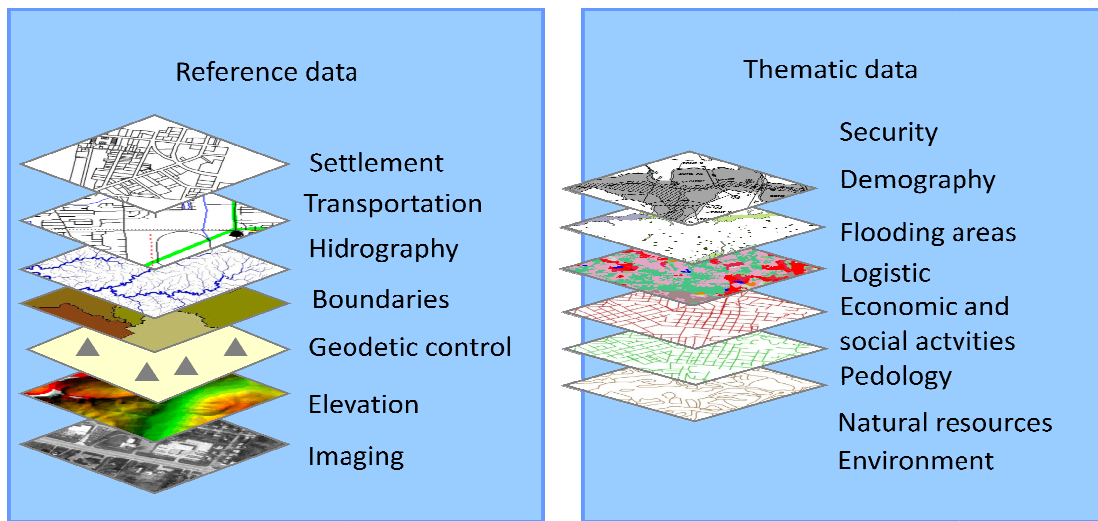 Reference data
Settlement
Transportation
Hidrography
Boundaries
Geodetic control
Elevation
Imaging
Thematic data
Security
Demography
Flooding areas
Logistic
Economic and
social actvities
Pedology
Natural resources
Environment